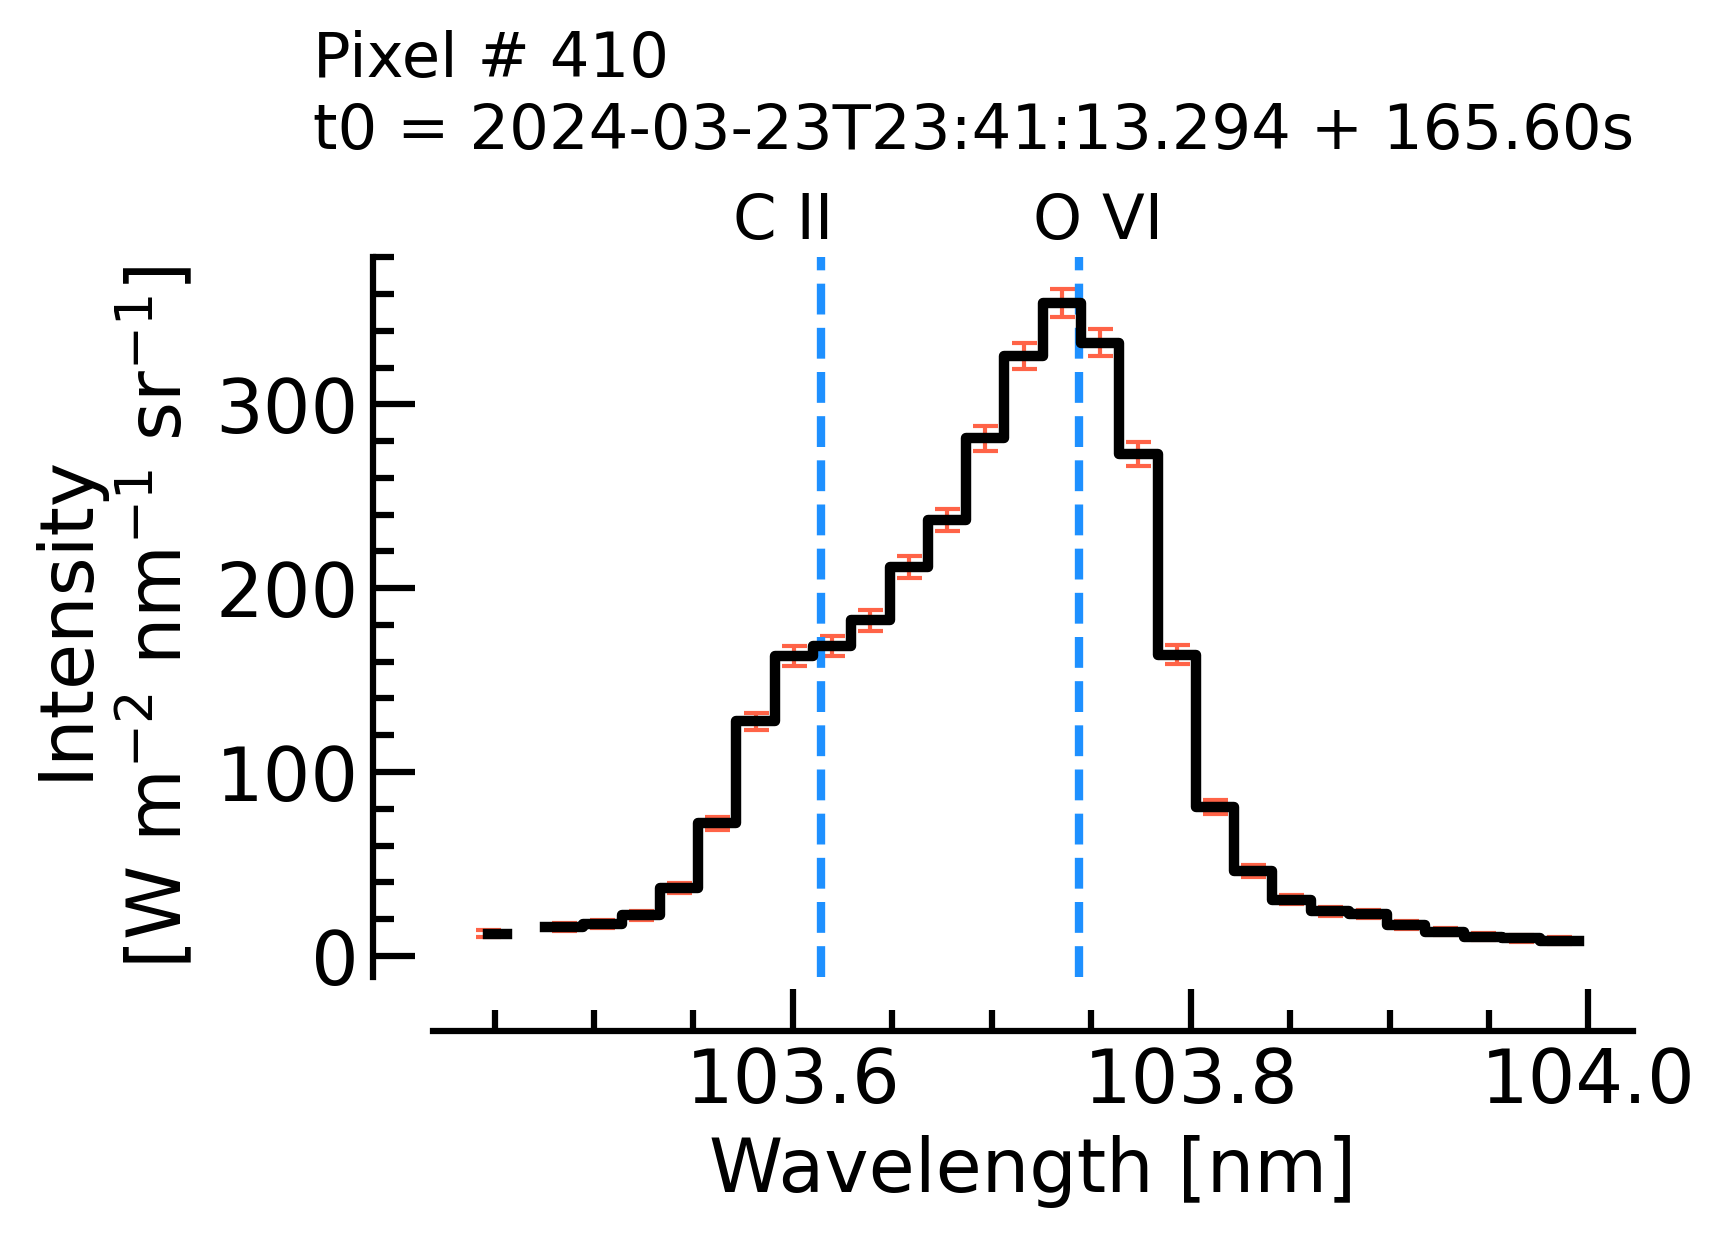 Pixel # 410
t0 = 2024-03-23T23:41:13.294 + 165.60s
C II
O VI
Intensity
[W m⁻² nm⁻¹ sr⁻¹]
300
200
100
0
103.6
103.8
104.0
Wavelength [nm]